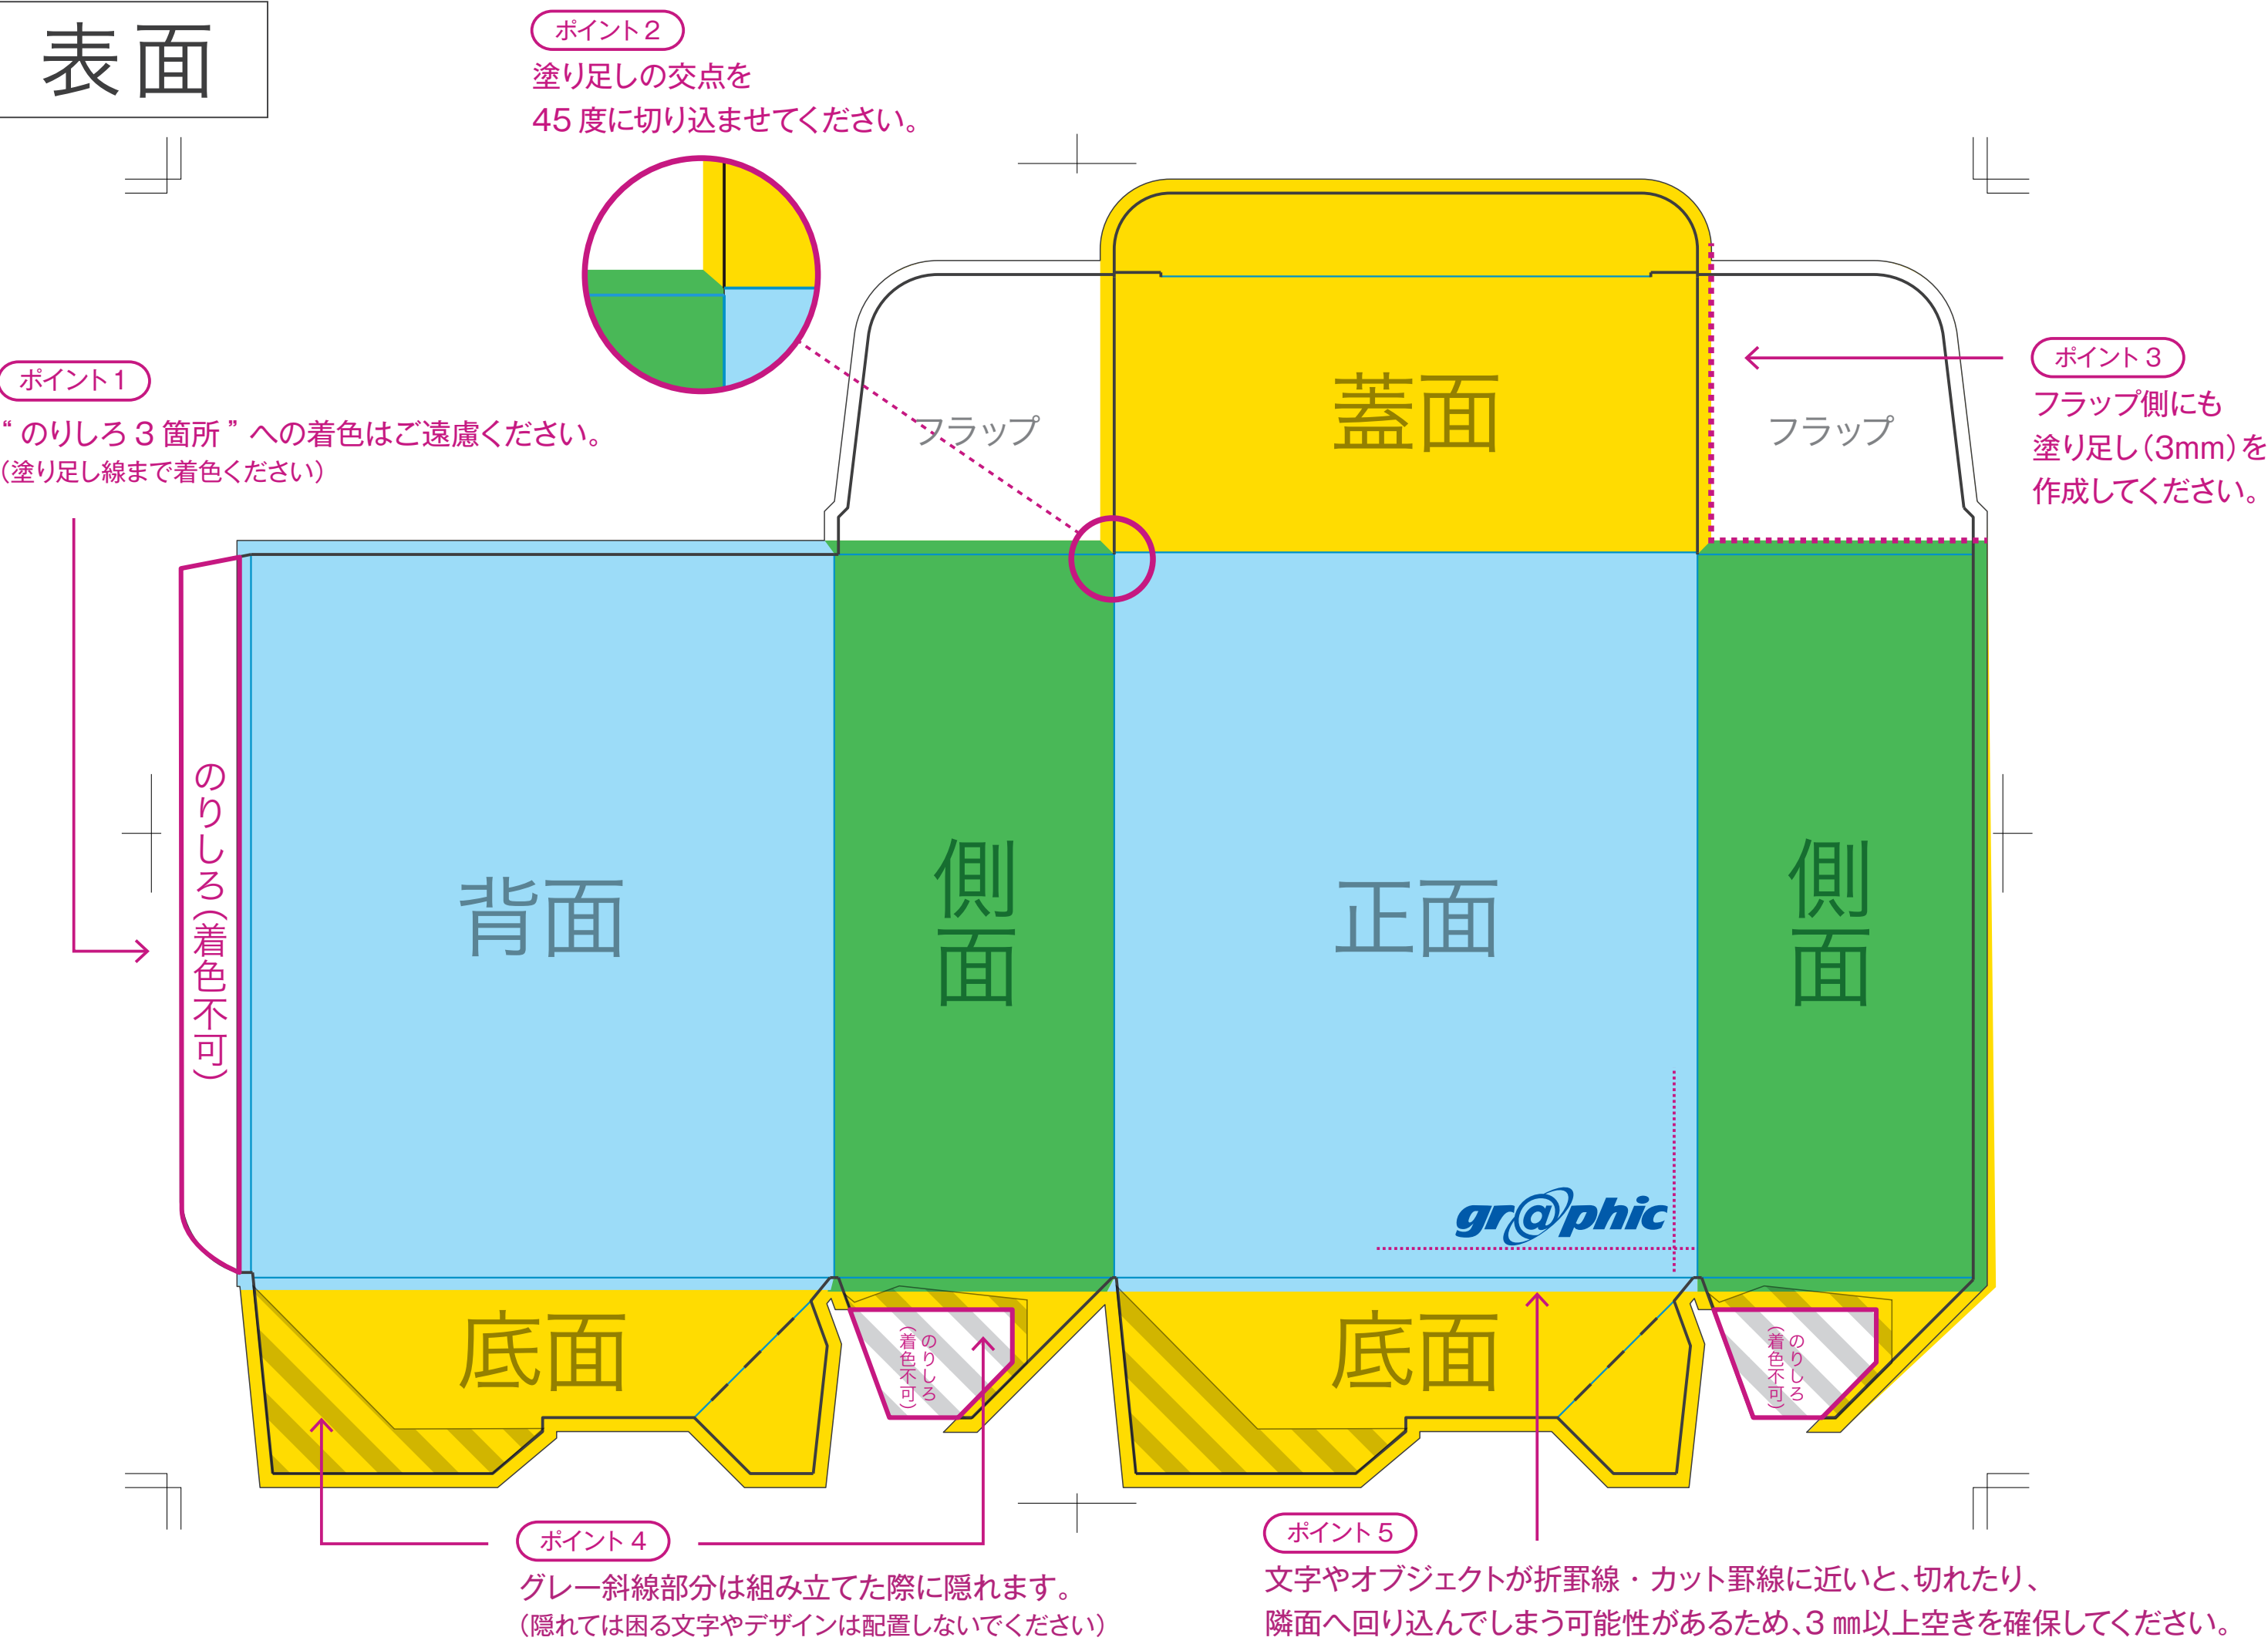 表面
ポイント2
塗り足しの交点を
45度に切り込ませてください。
ポイント1
“のりしろ3箇所”への着色はご遠慮ください。
（塗り足し線まで着色ください）
ポイント3
フラップ側にも
塗り足し（3mm）を
作成してください。
フラップ
蓋面
フラップ
のりしろ（着色不可）
背面
側面
正面
側面
gr@phic
底面
のりしろ
（着色不可）
底面
のりしろ
（着色不可）
ポイント4
グレー斜線部分は組み立てた際に隠れます。
（隠れては困る文字やデザインは配置しないでください）
ポイント5
文字やオブジェクトが折罫線・カット罫線に近いと、切れたり、
隣面へ回り込んでしまう可能性があるため、3㎜以上空きを確保してください。